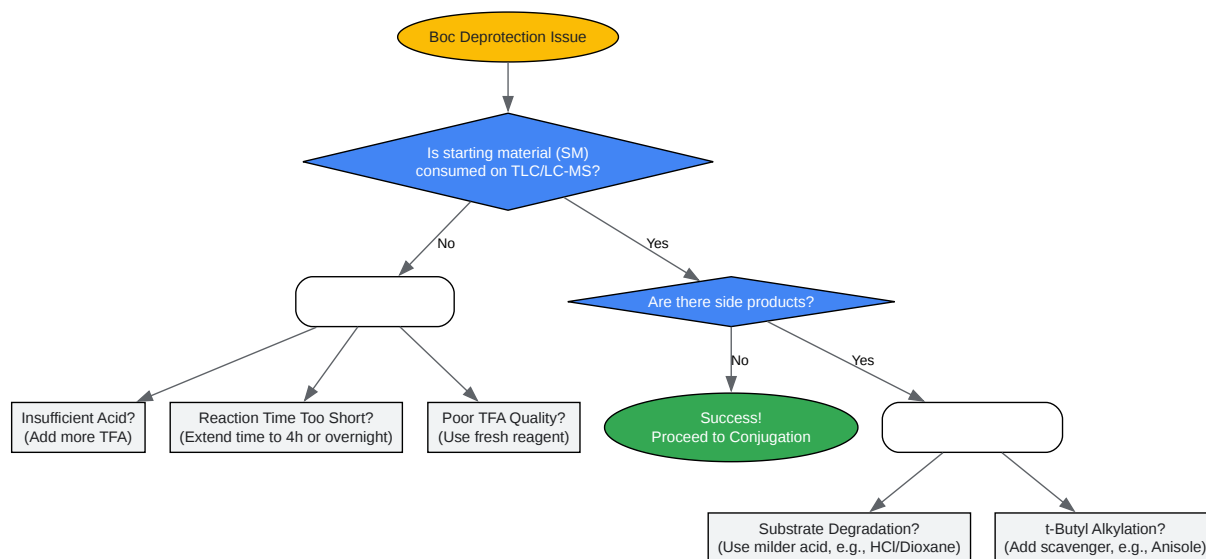 Boc Deprotection Issue
Is starting material (SM)
consumed on TLC/LC-MS?
No
Yes
Are there side products?
No
Yes
Insufficient Acid?
(Add more TFA)
Reaction Time Too Short?
(Extend time to 4h or overnight)
Poor TFA Quality?
(Use fresh reagent)
Success!
Proceed to Conjugation
Substrate Degradation?
(Use milder acid, e.g., HCl/Dioxane)
t-Butyl Alkylation?
(Add scavenger, e.g., Anisole)